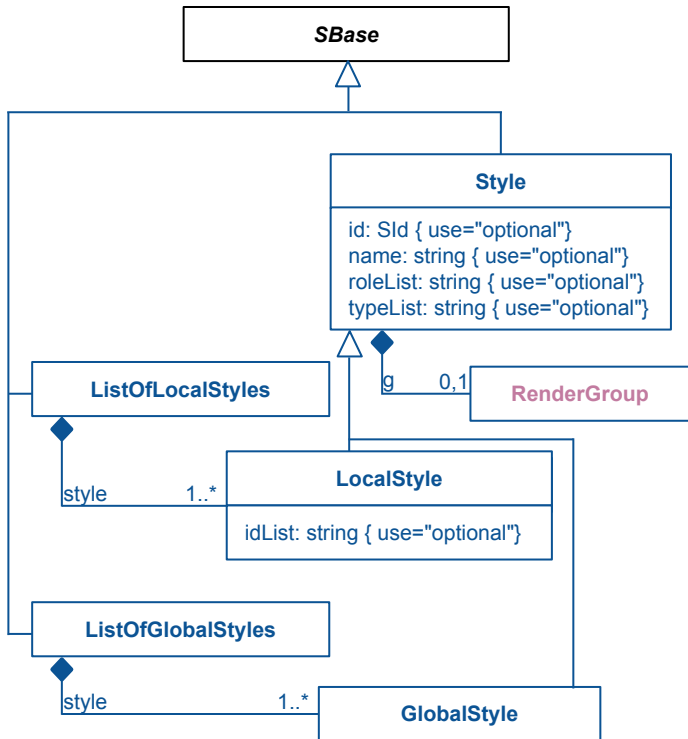 SBase
Style
id: SId { use="optional"}
name: string { use="optional"}
roleList: string { use="optional"}
typeList: string { use="optional"}
ListOfLocalStyles
g 0,1
RenderGroup
LocalStyle
style 1..*
idList: string { use="optional"}
ListOfGlobalStyles
style 1..*
GlobalStyle